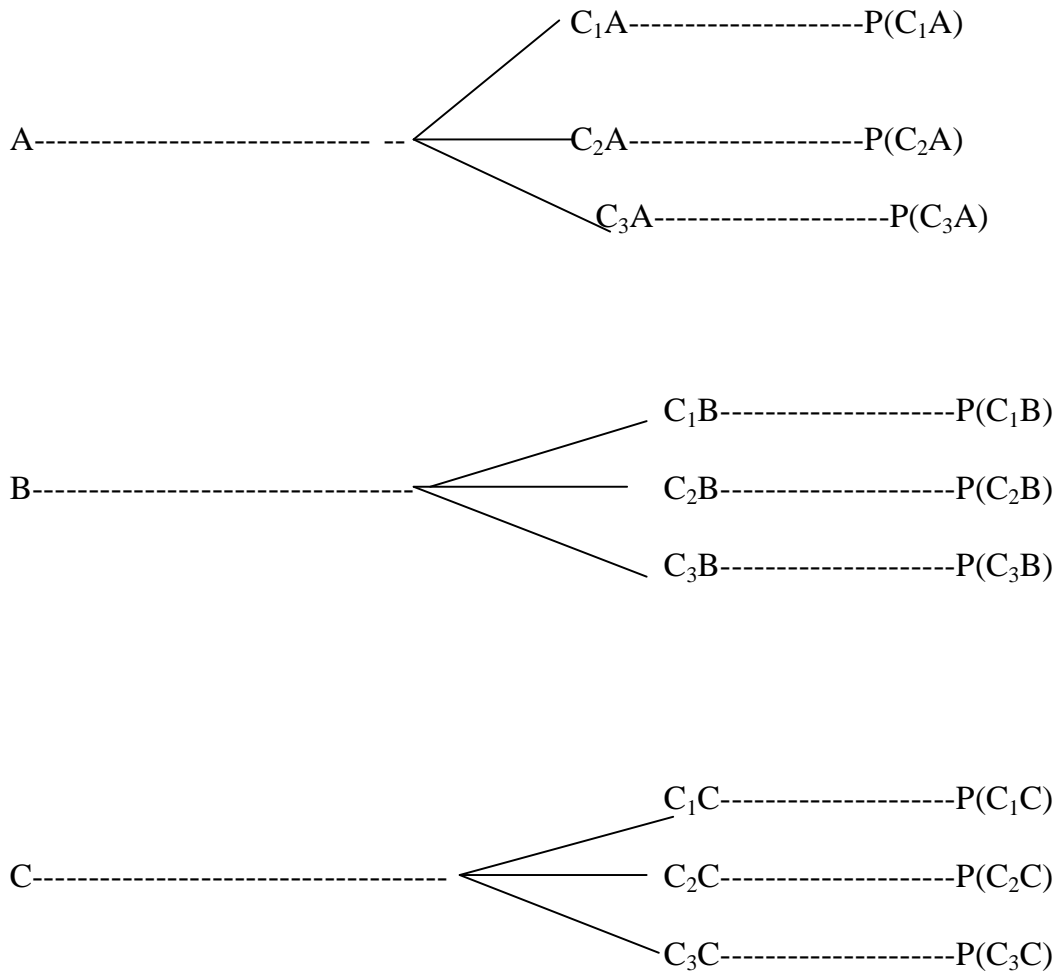 C₁A-----------------------P(C₁A)
A--------------------------------- -- C₂A-----------------------P(C₂A)
C₃A-----------------------P(C₃A)
C₁B-----------------------P(C₁B)
B-------------------------------------- C₂B-----------------------P(C₂B)
C₃B-----------------------P(C₃B)
C₁C-----------------------P(C₁C)
C----------------------------------------- C₂C-----------------------P(C₂C)
C₃C-----------------------P(C₃C)